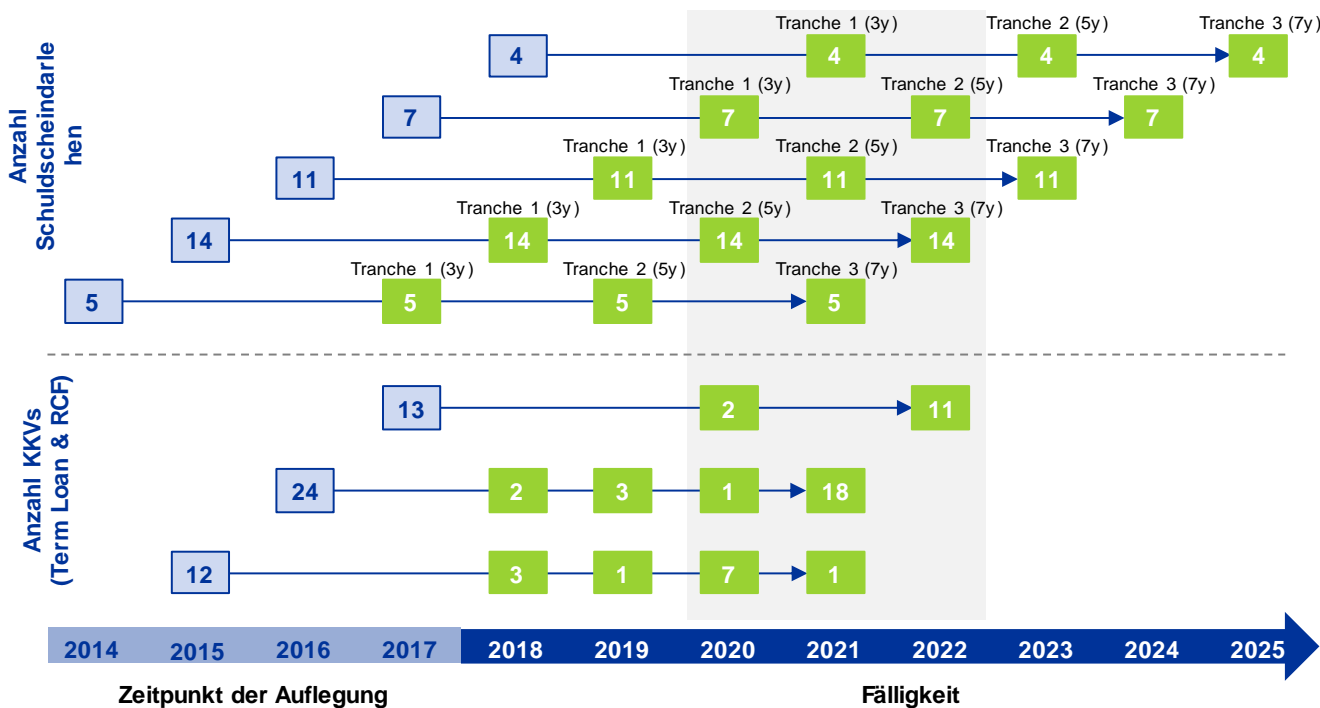 Anzahl
Schuldscheindarle
hen
Tranche 1 (3y)
Tranche 2 (5y)
Tranche 3 (7y)
4
4
4
4
Tranche 1 (3y)
Tranche 2 (5y)
Tranche 3 (7y)
7
7
7
7
Tranche 1 (3y)
Tranche 2 (5y)
Tranche 3 (7y)
11
11
11
11
Tranche 1 (3y)
Tranche 2 (5y)
Tranche 3 (7y)
14
14
14
14
Tranche 1 (3y)
Tranche 2 (5y)
Tranche 3 (7y)
5
5
5
5
Anzahl KKVs
(Term Loan & RCF)
13
2
11
24
2
3
1
18
12
3
1
7
1
2014 2015 2016 2017 2018 2019 2020 2021 2022 2023 2024 2025
Zeitpunkt der Auflegung
Fälligkeit